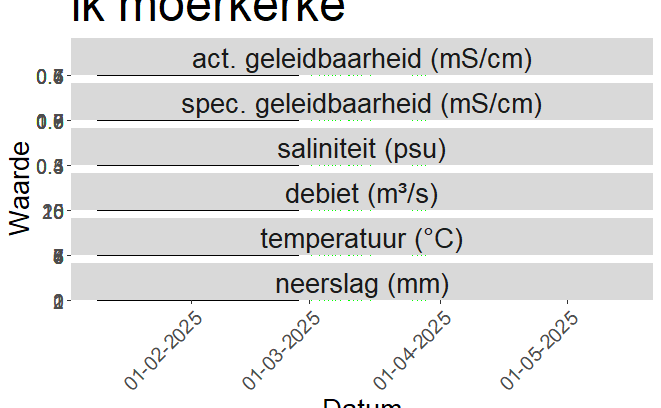 ik moerkerke
act. geleidbaarheid (mS/cm)
spec. geleidbaarheid (mS/cm)
saliniteit (psu)
debiet (m³/s)
temperatuur (°C)
neerslag (mm)
Waarde
01-02-2025
01-03-2025
01-04-2025
01-05-2025
Datum